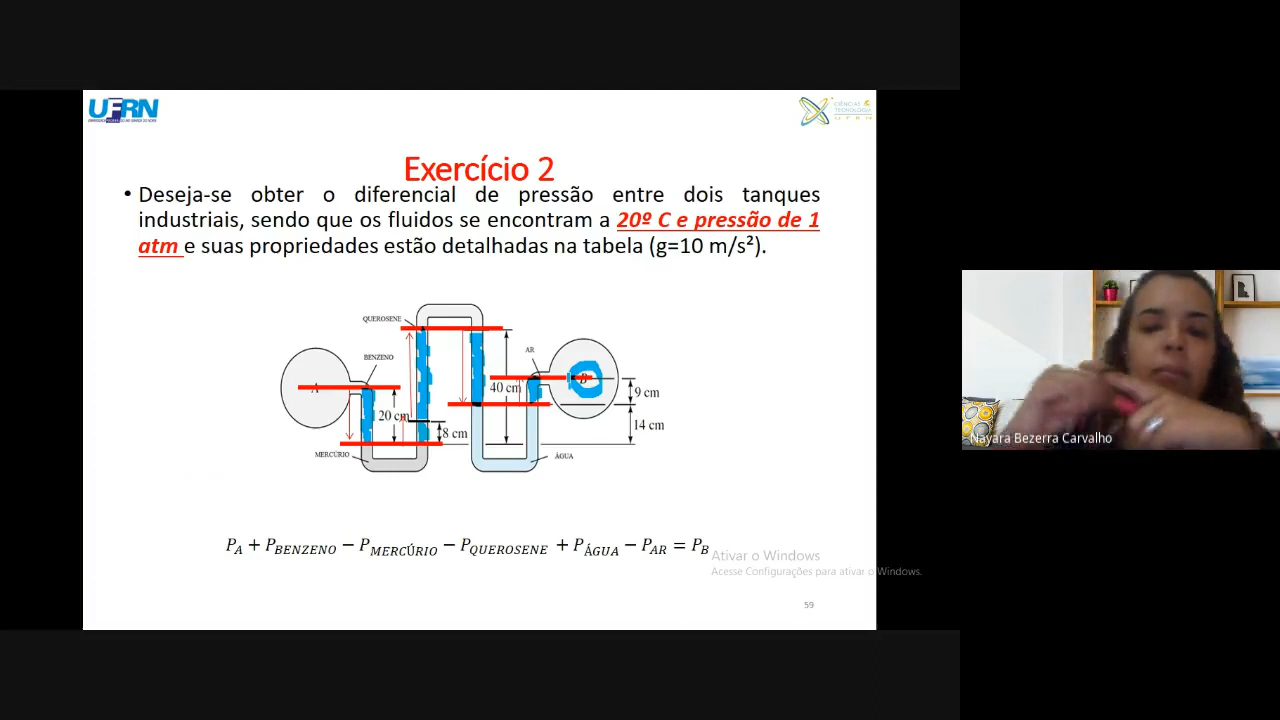 UFRN
CIÊNCIAS
TECNOLOGIA
UFRN
Exercício 2
• Deseja-se obter o diferencial de pressão entre dois tanques
industriais, sendo que os fluidos se encontram a 20º C e pressão de 1
atm e suas propriedades estão detalhadas na tabela (g=10 m/s²).
QUEROSENE
BENZENO
AR
A
B
40 cm
9 cm
20 cm
14 cm
8 cm
MERCÚRIO
ÁGUA
P_A + P_BENZENO − P_MERCÚRIO − P_QUEROSENE + P_ÁGUA − P_AR = P_B
Ativar o Windows
Acesse Configurações para ativar o Windows.
59
Nayara Bezerra Carvalho